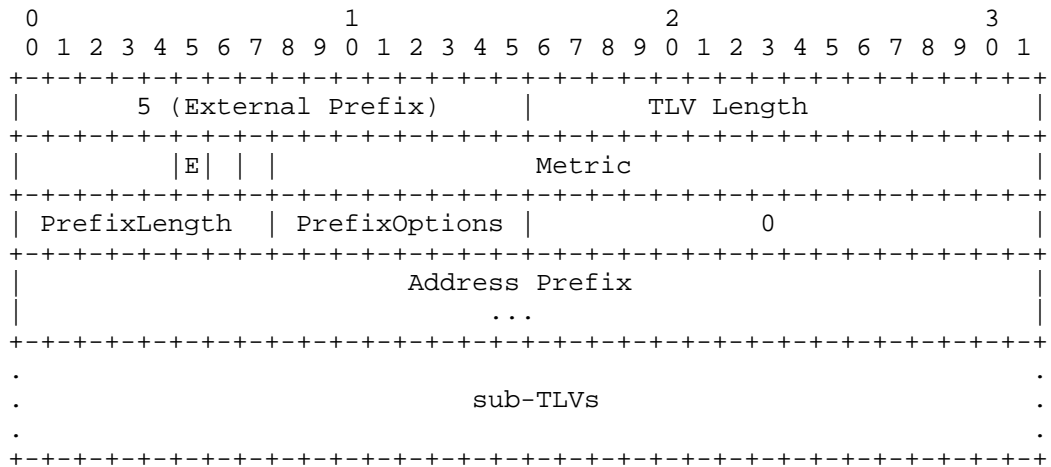 0                   1                   2                   3
 0 1 2 3 4 5 6 7 8 9 0 1 2 3 4 5 6 7 8 9 0 1 2 3 4 5 6 7 8 9 0 1
+-+-+-+-+-+-+-+-+-+-+-+-+-+-+-+-+-+-+-+-+-+-+-+-+-+-+-+-+-+-+-+-+
|       5 (External Prefix)     |       TLV Length              |
+-+-+-+-+-+-+-+-+-+-+-+-+-+-+-+-+-+-+-+-+-+-+-+-+-+-+-+-+-+-+-+-+
|         |E| | |                Metric                         |
+-+-+-+-+-+-+-+-+-+-+-+-+-+-+-+-+-+-+-+-+-+-+-+-+-+-+-+-+-+-+-+-+
| PrefixLength  | PrefixOptions |              0                |
+-+-+-+-+-+-+-+-+-+-+-+-+-+-+-+-+-+-+-+-+-+-+-+-+-+-+-+-+-+-+-+-+
|                        Address Prefix                         |
|                             ...                               |
+-+-+-+-+-+-+-+-+-+-+-+-+-+-+-+-+-+-+-+-+-+-+-+-+-+-+-+-+-+-+-+-+
.                                                               .
.                            sub-TLVs                           .
.                                                               .
+-+-+-+-+-+-+-+-+-+-+-+-+-+-+-+-+-+-+-+-+-+-+-+-+-+-+-+-+-+-+-+-+